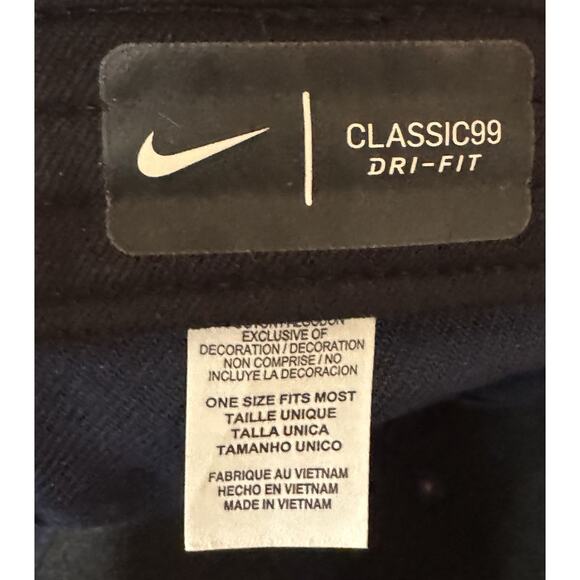 CLASSIC99
DRI-FIT
EXCLUSIVE OF
DECORATION / DECORATION
NON COMPRISE / NO
INCLUYE LA DECORACION
ONE SIZE FITS MOST
TAILLE UNIQUE
TALLA UNICA
TAMANHO UNICO
FABRIQUE AU VIETNAM
HECHO EN VIETNAM
MADE IN VIETNAM